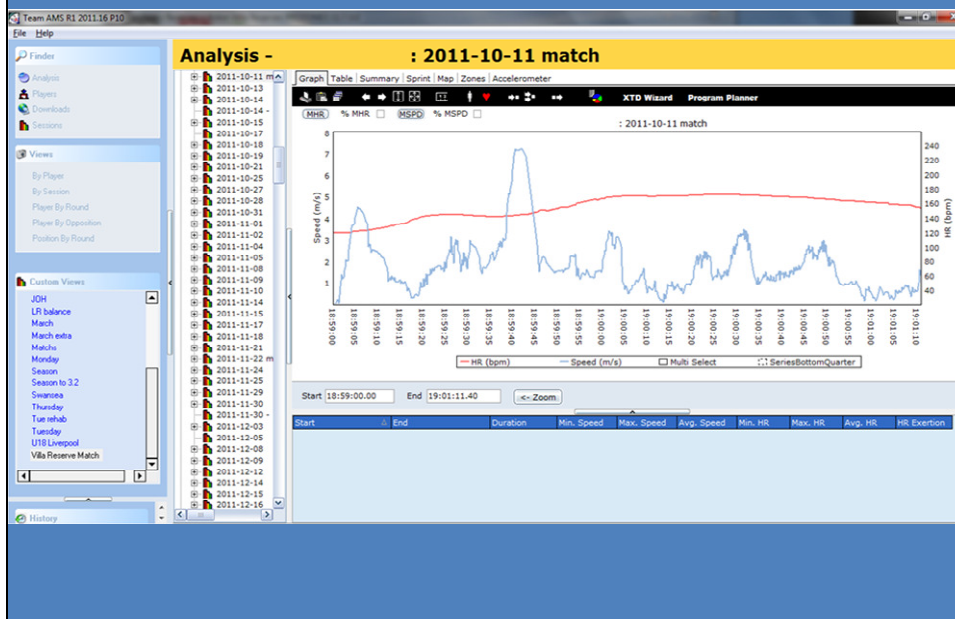 Team AMS R1 2011.16 P10
File Help
Finder
Analysis
Players
Downloads
Sessions
Views
By Player
By Session
Player By Round
Player By Opposition
Position By Round
Custom Views
JOH
LR balance
March
March extra
Matchs
Monday
Season
Season to 3.2
Swansea
Thursday
Tue rehab
Tuesday
U18 Liverpool
Villa Reserve Match
History
Analysis - : 2011-10-11 match
2011-10-11 m
2011-10-13
2011-10-14
2011-10-14 -
2011-10-15
2011-10-17
2011-10-18
2011-10-19
2011-10-21
2011-10-25
2011-10-27
2011-10-28
2011-10-31
2011-11-01
2011-11-02
2011-11-04
2011-11-05
2011-11-08
2011-11-09
2011-11-10
2011-11-14
2011-11-15
2011-11-17
2011-11-18
2011-11-21
2011-11-22 m
2011-11-24
2011-11-25
2011-11-29
2011-11-30
2011-11-30 -
2011-12-03
2011-12-05
2011-12-08
2011-12-09
2011-12-12
2011-12-14
2011-12-15
2011-12-16
Graph Table Summary Sprint Map Zones Accelerometer
XTD Wizard Program Planner
MHR % MHR MSPD % MSPD
: 2011-10-11 match
Speed (m/s)
8
7
6
5
4
3
2
1
HR (bpm)
240
220
200
180
160
140
120
100
80
60
40
18:59:00
18:59:05
18:59:10
18:59:15
18:59:20
18:59:25
18:59:30
18:59:35
18:59:40
18:59:45
18:59:50
18:59:55
19:00:00
19:00:05
19:00:10
19:00:15
19:00:20
19:00:25
19:00:30
19:00:35
19:00:40
19:00:45
19:00:50
19:00:55
19:01:00
19:01:05
19:01:10
HR (bpm) Speed (m/s) Multi Select SeriesBottomQuarter
Start 18:59:00.00 End 19:01:11.40 <- Zoom
Start End Duration Min. Speed Max. Speed Avg. Speed Min. HR Max. HR Avg. HR HR Exertion